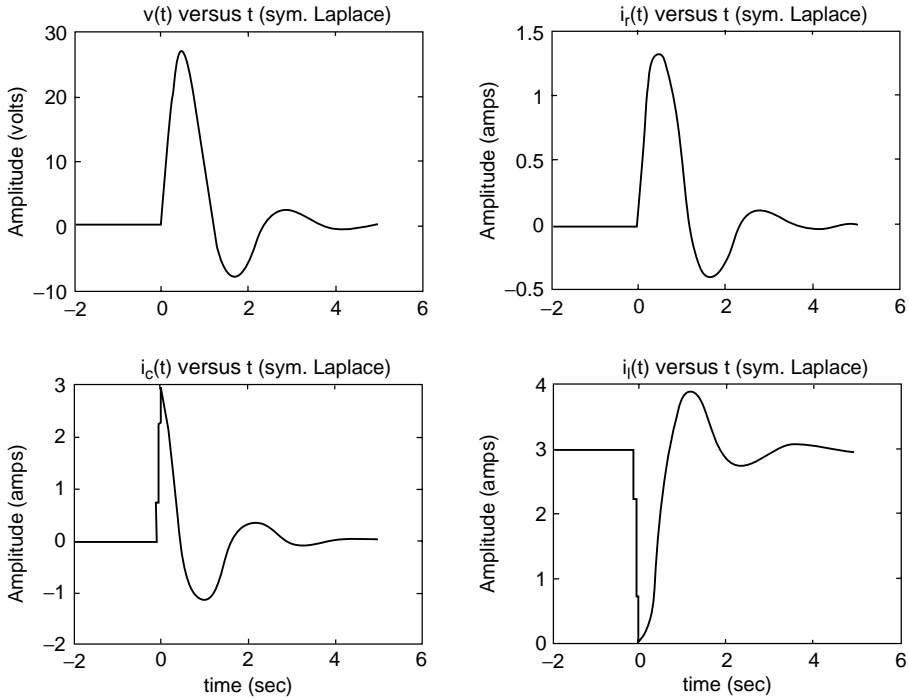 v(t) versus t (sym. Laplace)
Amplitude (volts)
30
20
10
0
−10
−2 0 2 4 6
i_r(t) versus t (sym. Laplace)
Amplitude (amps)
1.5
1
0.5
0
−0.5
−2 0 2 4 6
i_c(t) versus t (sym. Laplace)
Amplitude (amps)
3
2
1
0
−1
−2
−2 0 2 4 6
time (sec)
i_l(t) versus t (sym. Laplace)
Amplitude (amps)
4
3
2
1
0
−2 0 2 4 6
time (sec)